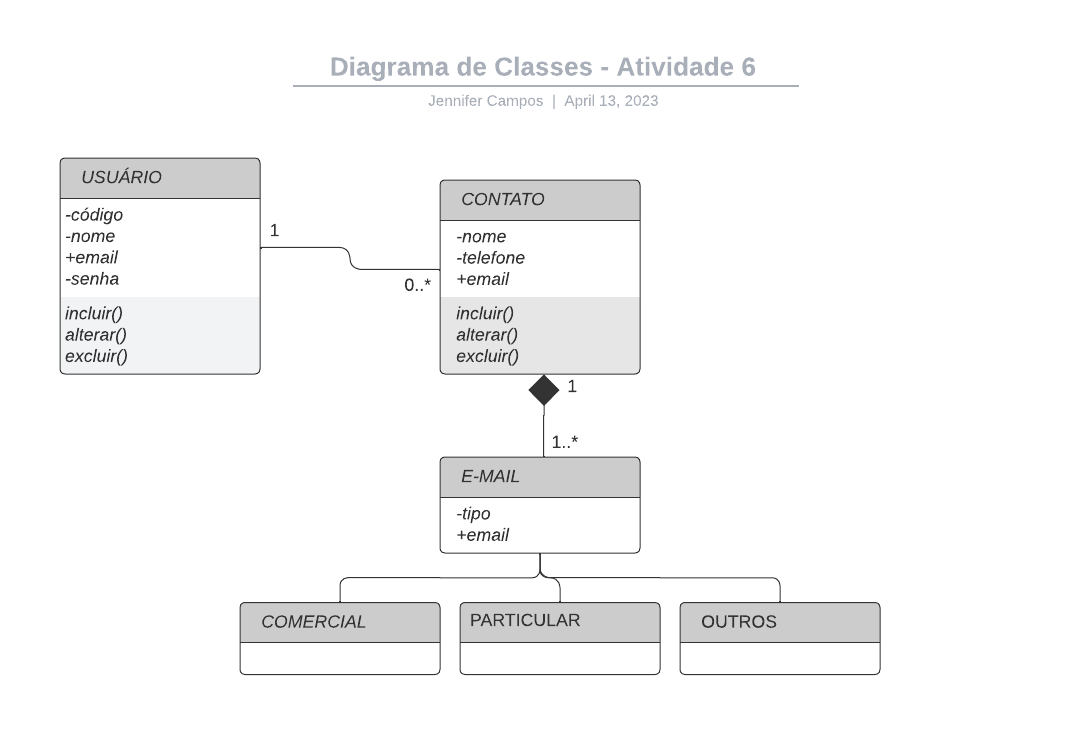 Diagrama de Classes - Atividade 6
Jennifer Campos | April 13, 2023
USUÁRIO
-código
-nome
+email
-senha
incluir()
alterar()
excluir()
1
0..*
CONTATO
-nome
-telefone
+email
incluir()
alterar()
excluir()
1
1..*
E-MAIL
-tipo
+email
COMERCIAL
PARTICULAR
OUTROS